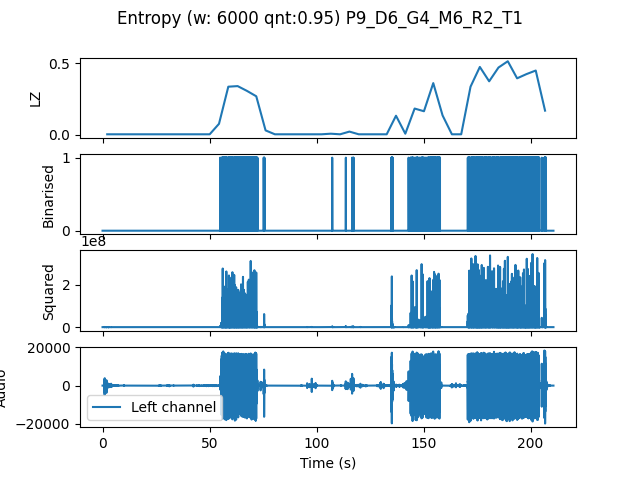 Entropy (w: 6000 qnt:0.95) P9_D6_G4_M6_R2_T1
0.5
0.0
LZ
1
0
Binarised
1e8
2
0
Squared
20000
0
−20000
Audio
Left channel
0 50 100 150 200
Time (s)